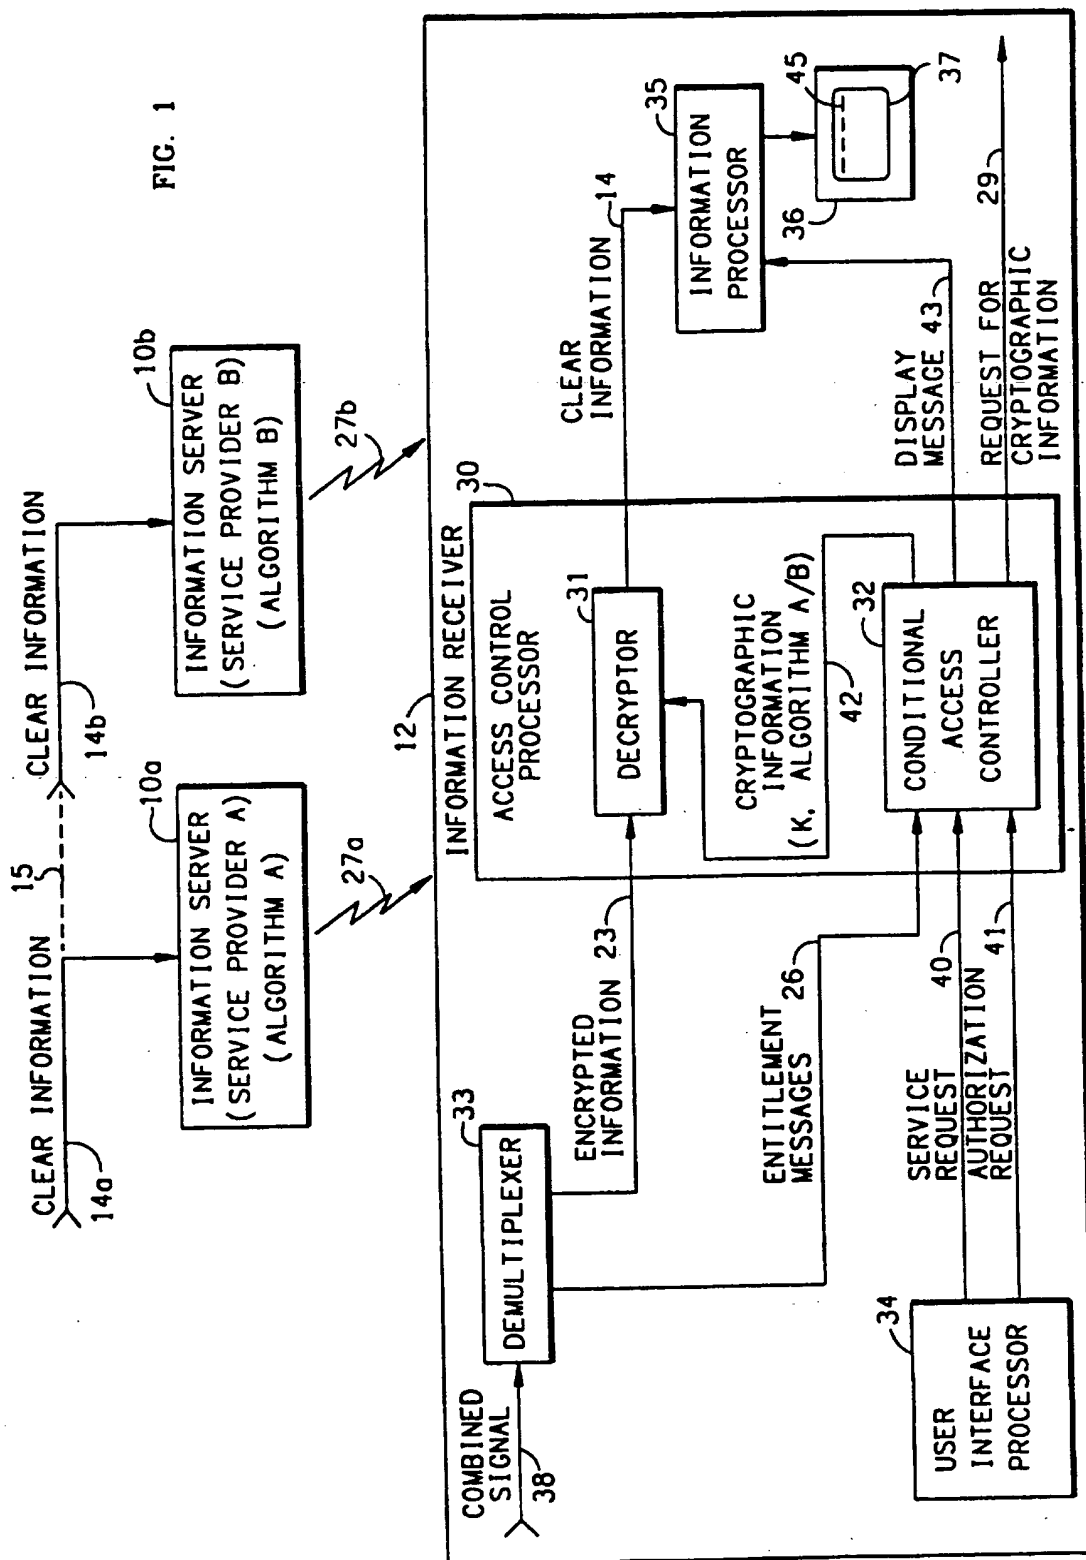 FIG. 1
CLEAR INFORMATION
14a
15
CLEAR INFORMATION
14b
10a
INFORMATION SERVER
(SERVICE PROVIDER A)
(ALGORITHM A)
27a
10b
INFORMATION SERVER
(SERVICE PROVIDER B)
(ALGORITHM B)
27b
12
INFORMATION RECEIVER
COMBINED
SIGNAL
38
33
DEMULTIPLEXER
ENCRYPTED
INFORMATION 23
ENTITLEMENT
MESSAGES
26
30
ACCESS CONTROL
PROCESSOR
31
DECRYPTOR
CRYPTOGRAPHIC
INFORMATION
(K, ALGORITHM A/B)
42
32
CONDITIONAL
ACCESS
CONTROLLER
CLEAR
INFORMATION
14
35
INFORMATION
PROCESSOR
45
36
37
DISPLAY
MESSAGE 43
REQUEST FOR
CRYPTOGRAPHIC
INFORMATION
29
34
USER
INTERFACE
PROCESSOR
SERVICE
REQUEST
40
AUTHORIZATION
REQUEST
41